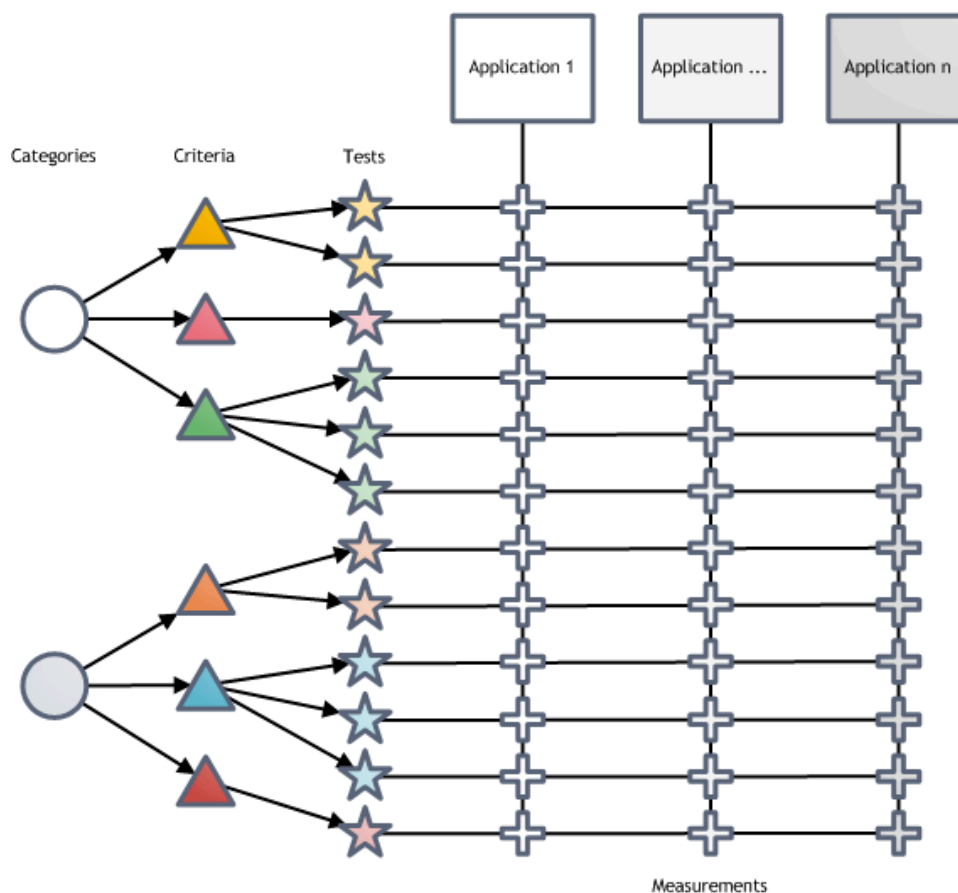 Application 1
Application ...
Application n
Categories
Criteria
Tests
Measurements